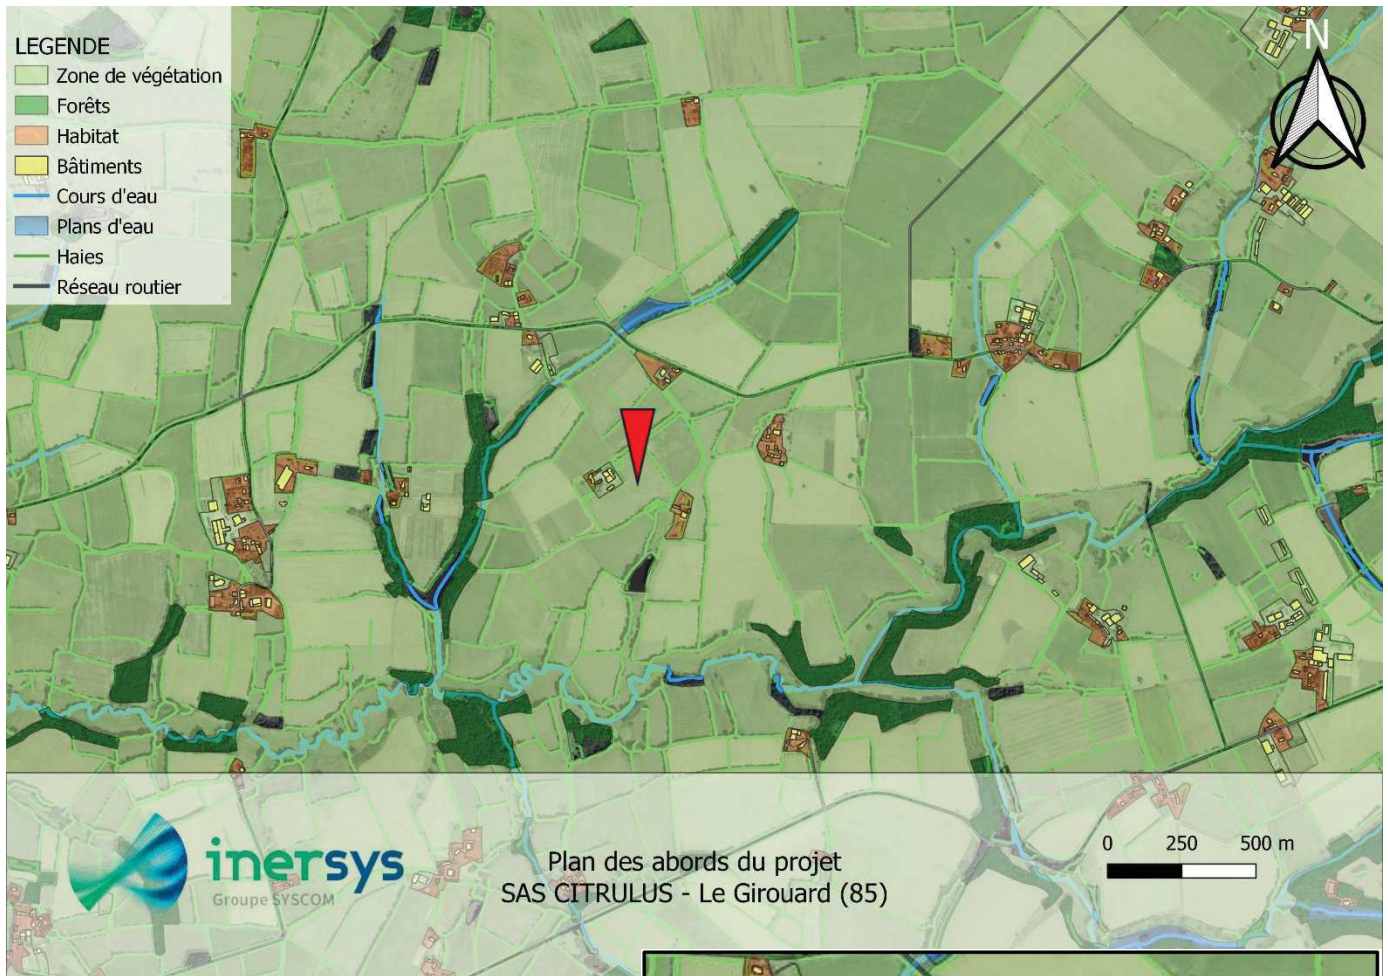 LEGENDE
Zone de végétation
Forêts
Habitat
Bâtiments
Cours d'eau
Plans d'eau
Haies
Réseau routier
N
inersys
Groupe SYSCOM
Plan des abords du projet
SAS CITRULUS - Le Girouard (85)
0 250 500 m